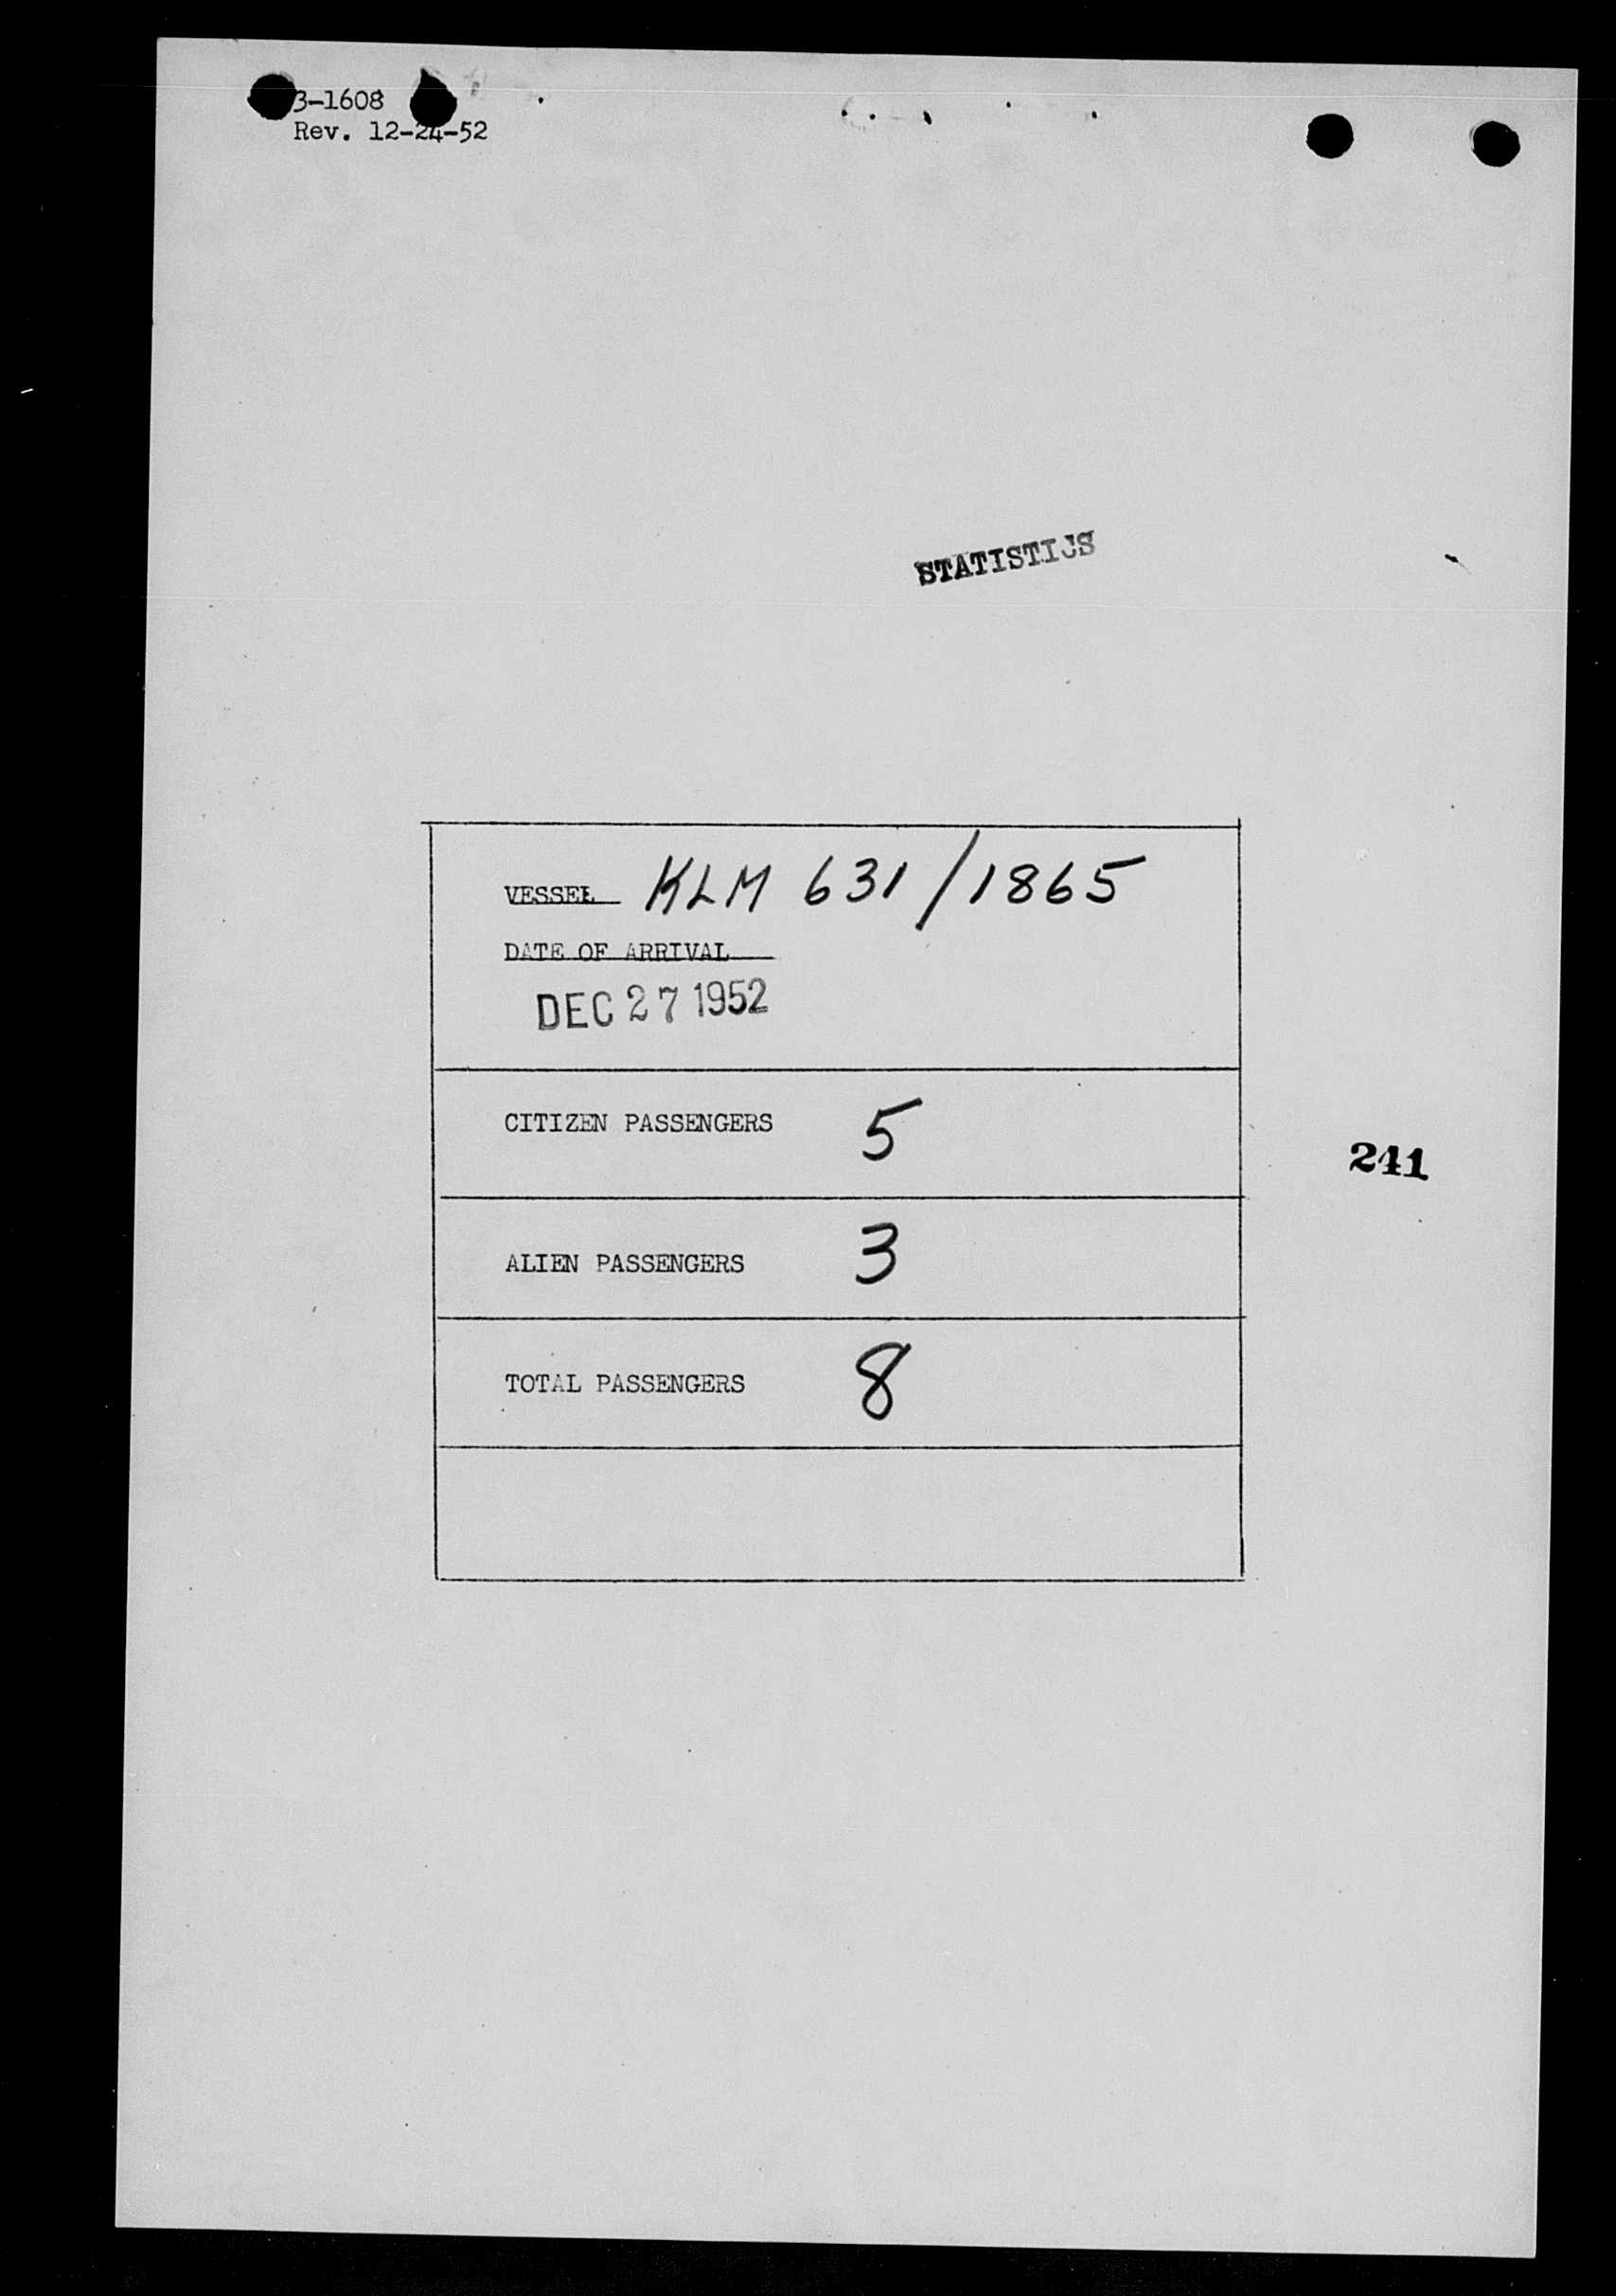 3-1608
Rev. 12-24-52
STATISTICS
VESSEL KLM 631/1865
DATE OF ARRIVAL
DEC 27 1952
CITIZEN PASSENGERS 5
241
ALIEN PASSENGERS 3
TOTAL PASSENGERS 8